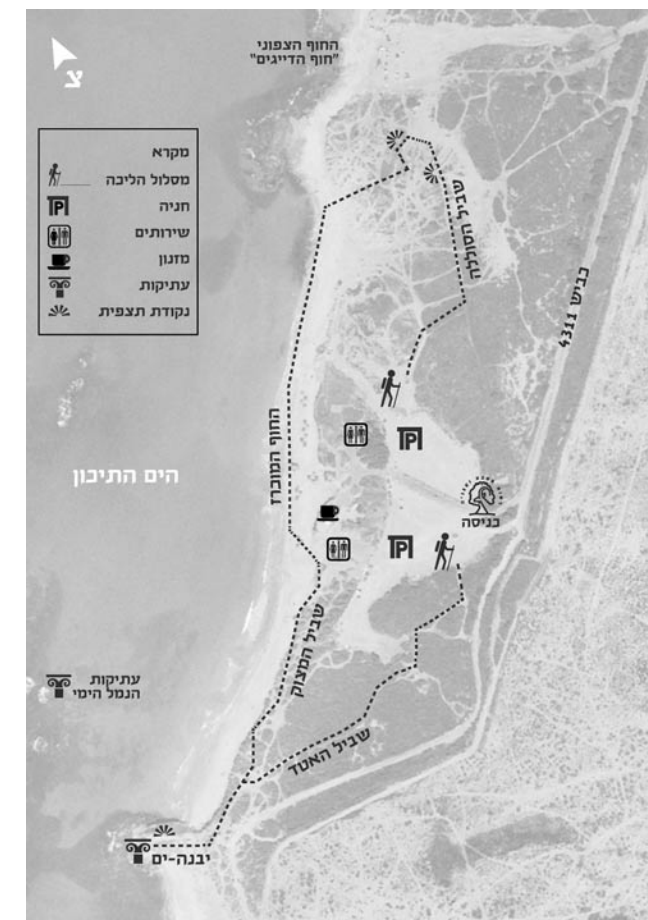 החוף הצפוני
"חוף הדייגים"
צ
מקרא
מסלול הליכה
חניה
שירותים
מזנון
עתיקות
נקודת תצפית
שביל הסוללה
כביש 4311
P
החוף המוכרז
הים התיכון
כניסה
P
שביל המצוק
עתיקות
הנמל הימי
שביל האטד
יבנה-ים